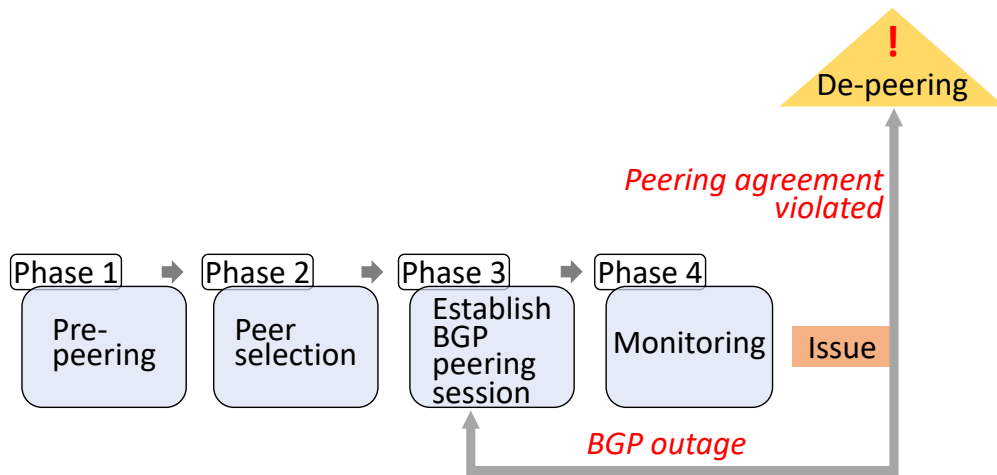 !
De-peering
Peering agreement
violated
Phase 1
Phase 2
Phase 3
Phase 4
Pre-
peering
Peer
selection
Establish
BGP
peering
session
Monitoring
Issue
BGP outage